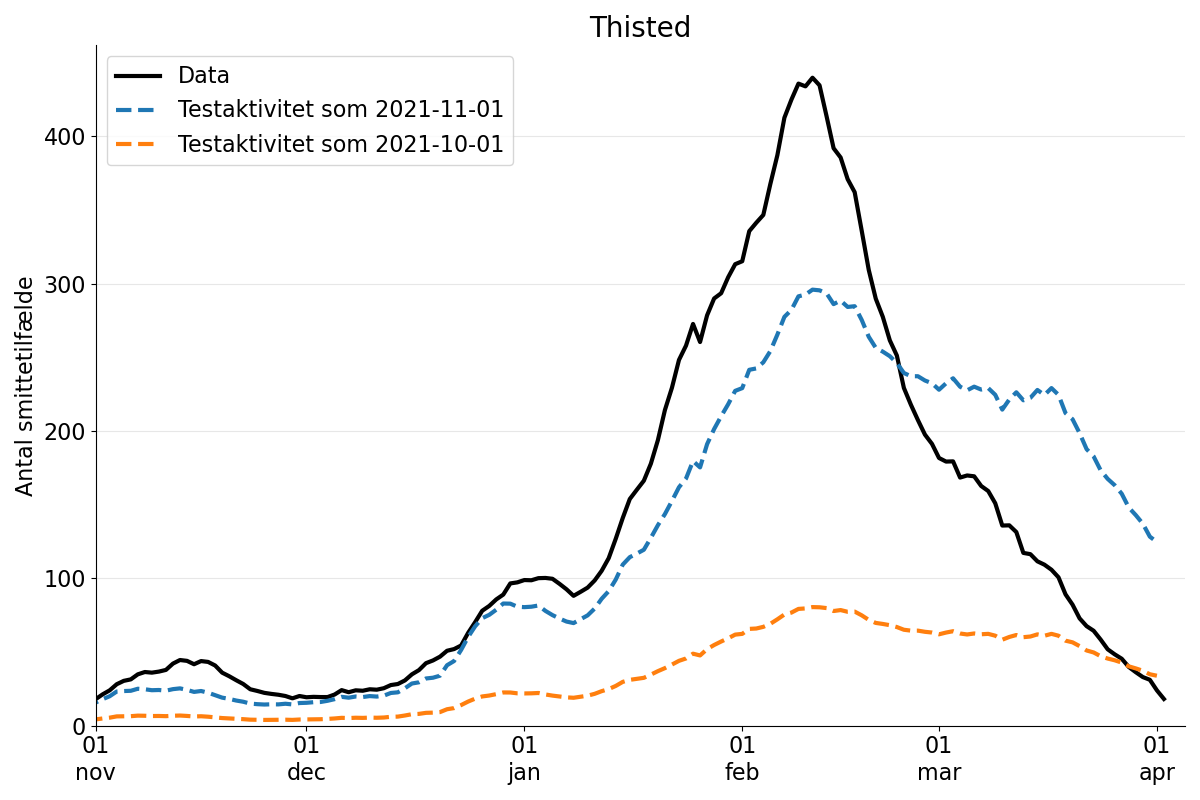 Thisted
Data
Testaktivitet som 2021-11-01
Testaktivitet som 2021-10-01
Antal smittetilfælde
400
300
200
100
0
01
nov
01
dec
01
jan
01
feb
01
mar
01
apr